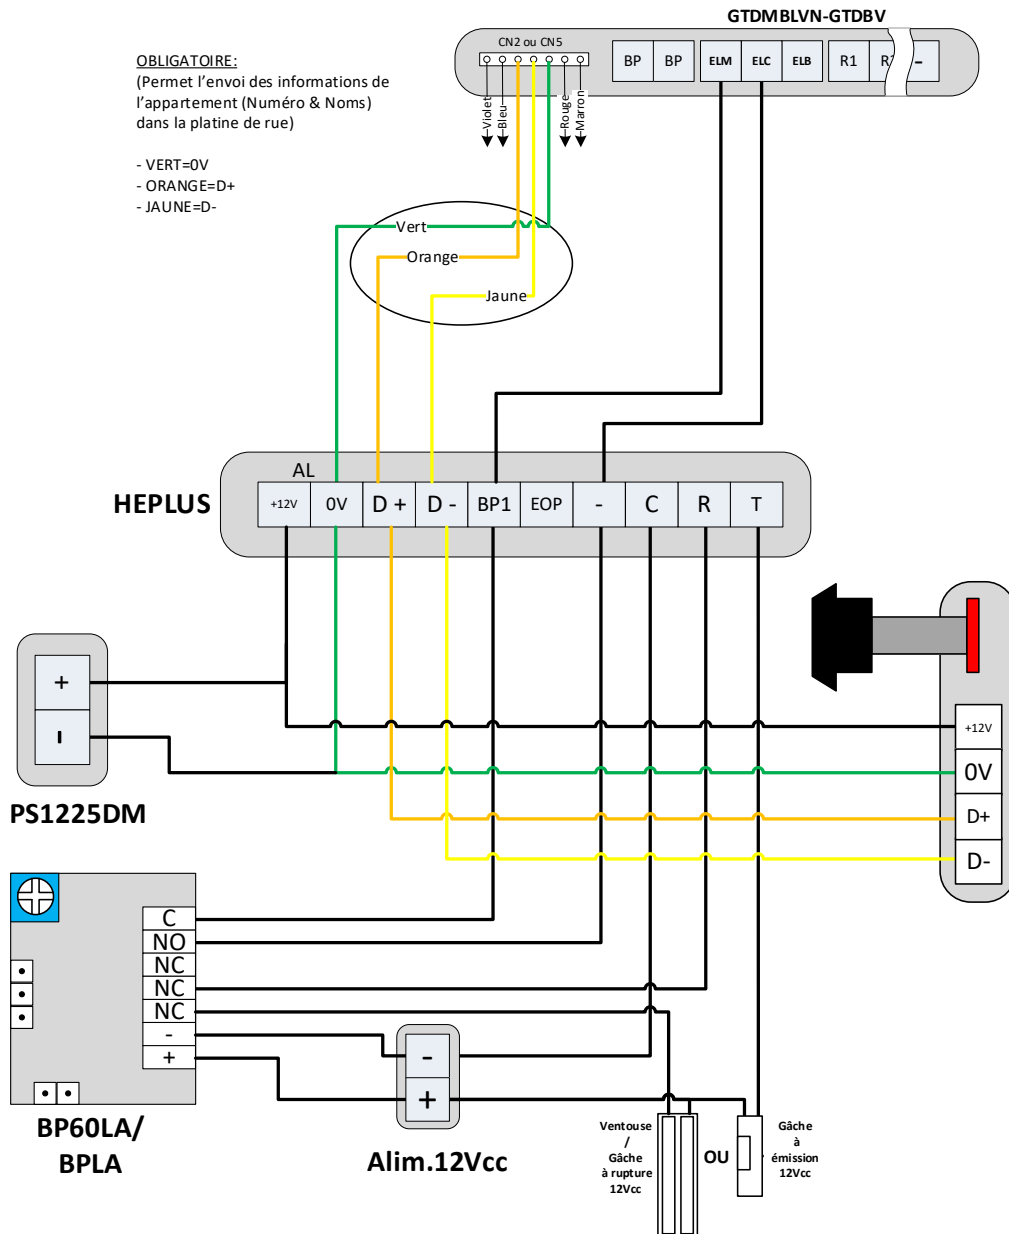 GTDMBLVN-GTDBV
CN2 ou CN5
BP BP ELM ELC ELB R1 R -
Violet
Bleu
Rouge
Marron
OBLIGATOIRE:
(Permet l’envoi des informations de
l’appartement (Numéro & Noms)
dans la platine de rue)
- VERT=0V
- ORANGE=D+
- JAUNE=D-
Vert
Orange
Jaune
AL
HEPLUS
+12V 0V D + D - BP1 EOP - C R T
+
-
PS1225DM
+12V
0V
D+
D-
C
NO
NC
NC
NC
-
+
BP60LA/
BPLA
-
+
Alim.12Vcc
Ventouse
/
Gâche
à rupture
12Vcc
OU
Gâche
à
émission
12Vcc